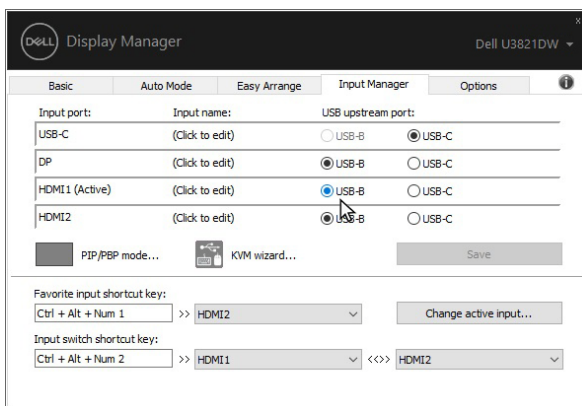 DELL Display Manager Dell U3821DW
x
Basic Auto Mode Easy Arrange Input Manager Options i
Input port: Input name: USB upstream port:
USB-C (Click to edit) USB-B USB-C
DP (Click to edit) USB-B USB-C
HDMI1 (Active) (Click to edit) USB-B USB-C
HDMI2 (Click to edit) USB-B USB-C
PIP/PBP mode... KVM wizard... Save
Favorite input shortcut key:
Ctrl + Alt + Num 1 >> HDMI2 Change active input...
Input switch shortcut key:
Ctrl + Alt + Num 2 >> HDMI1 <<>> HDMI2